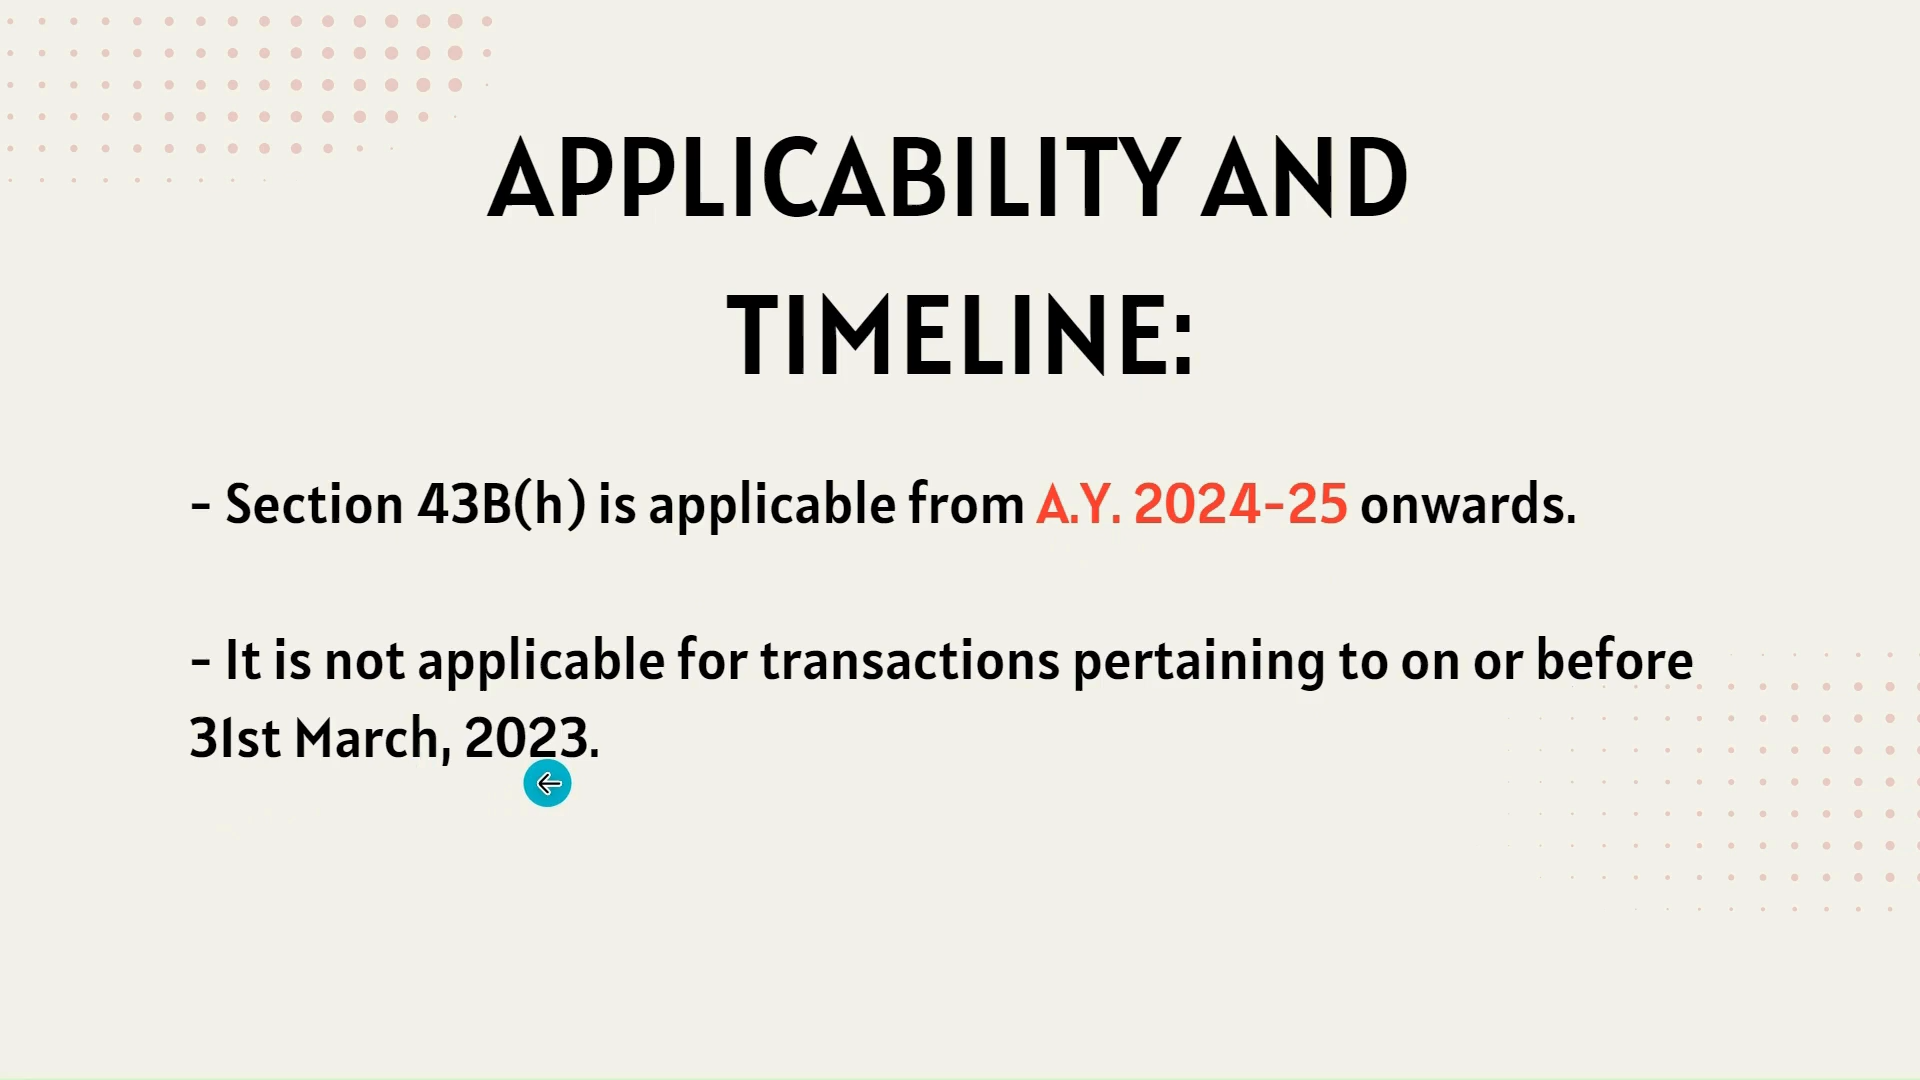 APPLICABILITY AND
TIMELINE:
- Section 43B(h) is applicable from A.Y. 2024-25 onwards.
- It is not applicable for transactions pertaining to on or before
31st March, 2023.